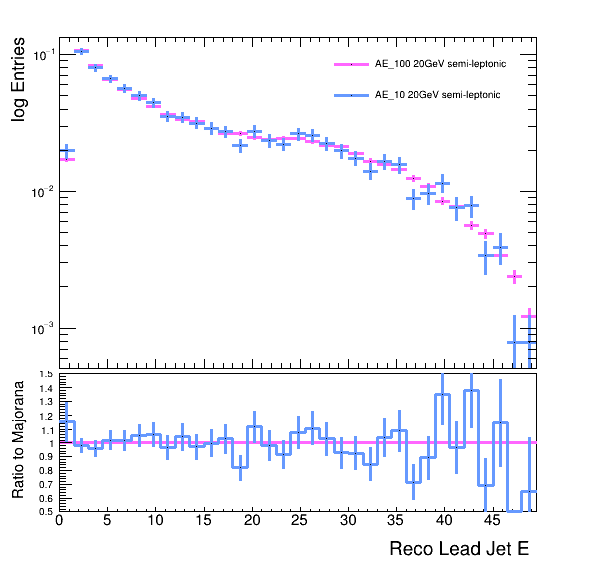 log Entries
10⁻¹
10⁻²
10⁻³
AE_100 20GeV semi-leptonic
AE_10 20GeV semi-leptonic
Ratio to Majorana
1.5
1.4
1.3
1.2
1.1
1
0.9
0.8
0.7
0.6
0.5
0 5 10 15 20 25 30 35 40 45
Reco Lead Jet E